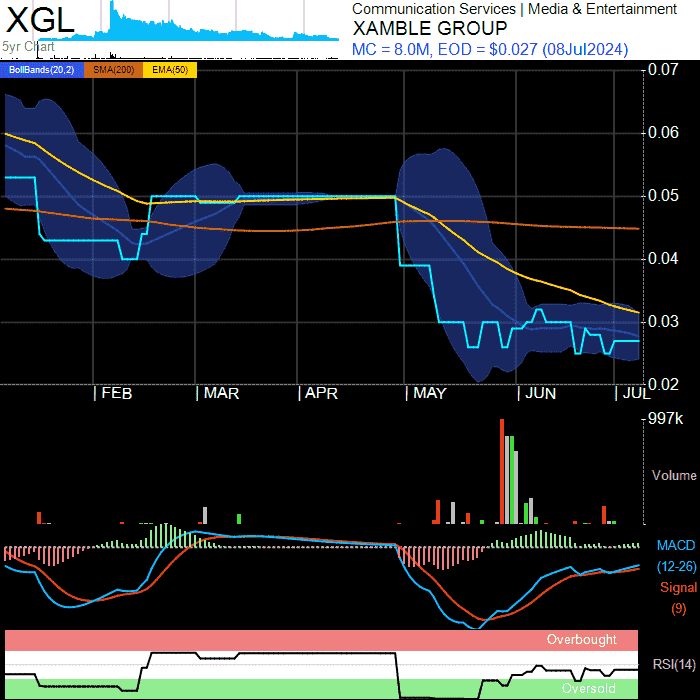 XGL
5yr Chart
Communication Services | Media & Entertainment
XAMBLE GROUP
MC = 8.0M, EOD = $0.027 (08Jul2024)
BollBands(20,2) SMA(200) EMA(50)
0.07
0.06
0.05
0.04
0.03
0.02
| FEB | MAR | APR | MAY | JUN | JUL
997k
Volume
MACD
(12-26)
Signal
(9)
Overbought
RSI(14)
Oversold